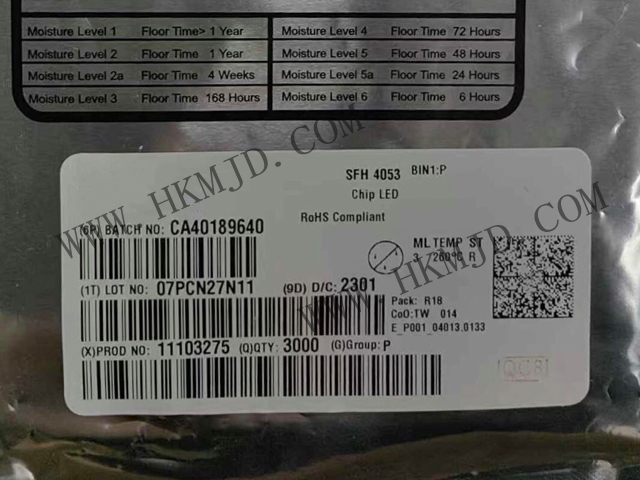 Moisture Level 1 Floor Time> 1 Year
Moisture Level 2 Floor Time 1 Year
Moisture Level 2a Floor Time 4 Weeks
Moisture Level 3 Floor Time 168 Hours
Moisture Level 4 Floor Time 72 Hours
Moisture Level 5 Floor Time 48 Hours
Moisture Level 5a Floor Time 24 Hours
Moisture Level 6 Floor Time 6 Hours
SFH 4053 BIN1:P
Chip LED
RoHS Compliant
(6P) BATCH NO: CA40189640
ML TEMP ST
3 260°C R
(1T) LOT NO: 07PCN27N11 (9D) D/C: 2301
Pack: R18
CoO:TW 014
E_P001_04013.0133
(X)PROD NO: 11103275 (Q)QTY: 3000 (G)Group: P
QC8
WWW.HKMJD.COM
WWW.HKMJD.COM